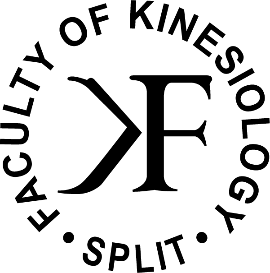 FACULTY OF KINESIOLOGY
KF
• SPLIT •